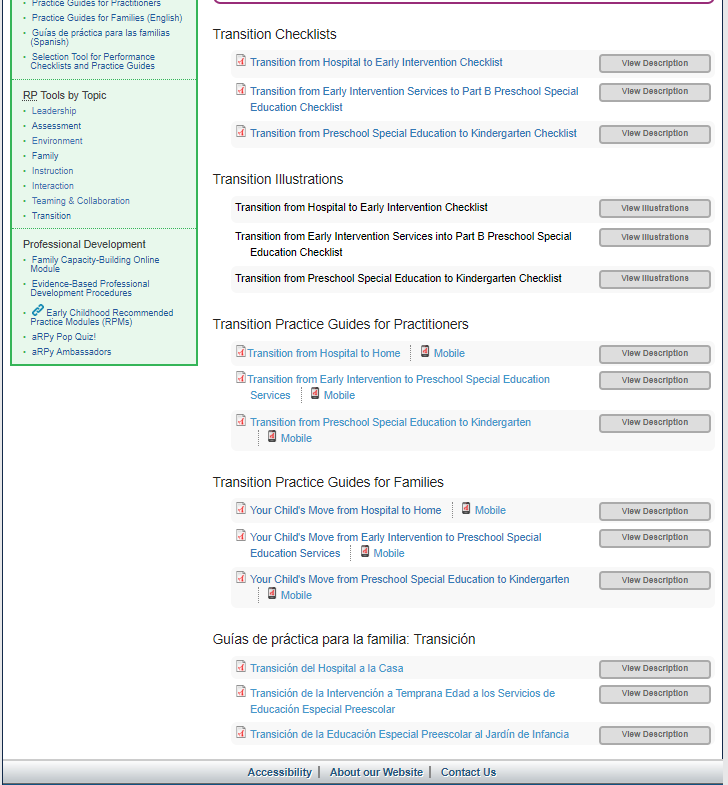 Practice Guides for Practitioners
Practice Guides for Families (English)
Guías de práctica para las familias
(Spanish)
Selection Tool for Performance
Checklists and Practice Guides
RP Tools by Topic
Leadership
Assessment
Environment
Family
Instruction
Interaction
Teaming & Collaboration
Transition
Professional Development
Family Capacity-Building Online
Module
Evidence-Based Professional
Development Procedures
Early Childhood Recommended
Practice Modules (RPMs)
aRPy Pop Quiz!
aRPy Ambassadors
Transition Checklists
Transition from Hospital to Early Intervention Checklist
View Description
Transition from Early Intervention Services to Part B Preschool Special
Education Checklist
View Description
Transition from Preschool Special Education to Kindergarten Checklist
View Description
Transition Illustrations
Transition from Hospital to Early Intervention Checklist
View Illustrations
Transition from Early Intervention Services into Part B Preschool Special
Education Checklist
View Illustrations
Transition from Preschool Special Education to Kindergarten Checklist
View Illustrations
Transition Practice Guides for Practitioners
Transition from Hospital to Home Mobile
View Description
Transition from Early Intervention to Preschool Special Education
Services Mobile
View Description
Transition from Preschool Special Education to Kindergarten
Mobile
View Description
Transition Practice Guides for Families
Your Child's Move from Hospital to Home Mobile
View Description
Your Child's Move from Early Intervention to Preschool Special
Education Services Mobile
View Description
Your Child's Move from Preschool Special Education to Kindergarten
Mobile
View Description
Guías de práctica para la familia: Transición
Transición del Hospital a la Casa
View Description
Transición de la Intervención a Temprana Edad a los Servicios de
Educación Especial Preescolar
View Description
Transición de la Educación Especial Preescolar al Jardín de Infancia
View Description
Accessibility | About our Website | Contact Us